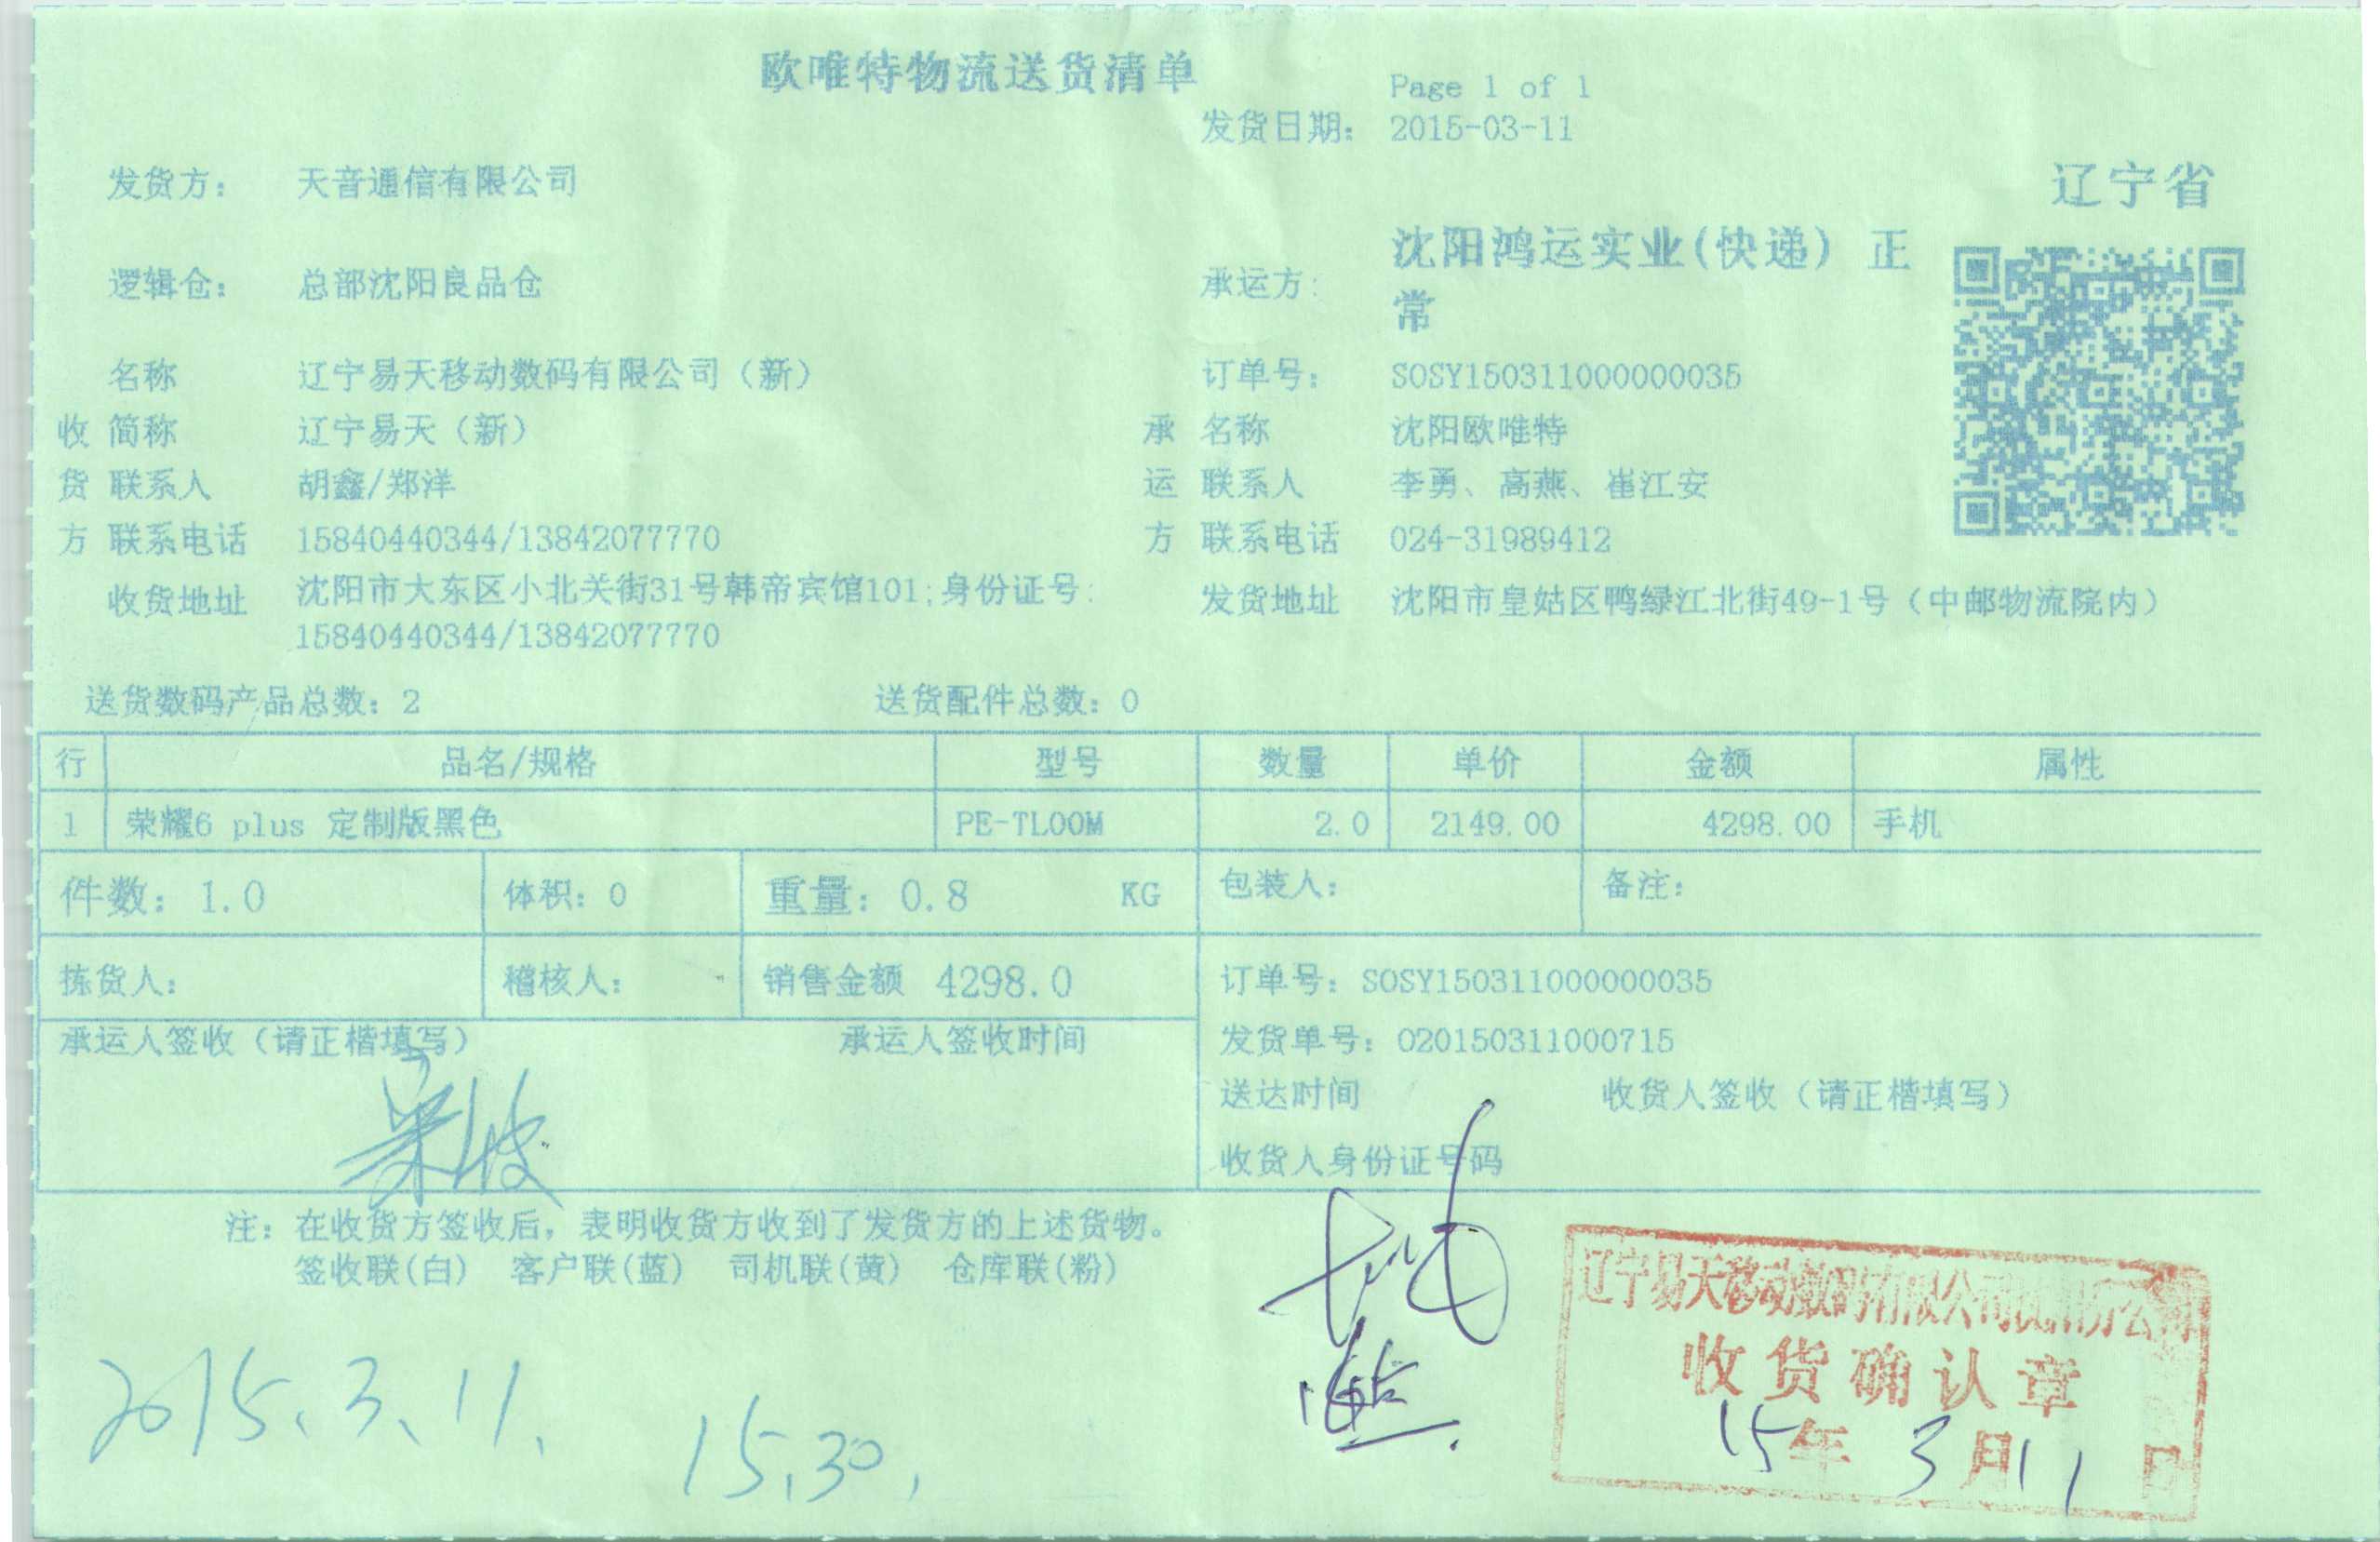 欧唯特物流送货清单
Page 1 of 1
发货日期: 2015-03-11
发货方: 天音通信有限公司
辽宁省
逻辑仓: 总部沈阳良品仓
承运方: 沈阳鸿运实业(快递) 正
常
名称 辽宁易天移动数码有限公司（新）
订单号: SOSY150311000000035
收 简称 辽宁易天（新）
承 名称 沈阳欧唯特
货 联系人 胡鑫/郑洋
运 联系人 李勇、高燕、崔江安
方 联系电话 15840440344/13842077770
方 联系电话 024-31989412
收货地址 沈阳市大东区小北关街31号韩帝宾馆101;身份证号:
15840440344/13842077770
发货地址 沈阳市皇姑区鸭绿江北街49-1号（中邮物流院内）
送货数码产品总数: 2 送货配件总数: 0
行 品名/规格 型号 数量 单价 金额 属性
1 荣耀6 plus 定制版黑色 PE-TL00M 2.0 2149.00 4298.00 手机
件数: 1.0 体积: 0 重量: 0.8 KG 包装人: 备注:
拣货人: 稽核人: 销售金额 4298.0 订单号: SOSY150311000000035
承运人签收（请正楷填写） 承运人签收时间
发货单号: 020150311000715
送达时间 收货人签收（请正楷填写）
收货人身份证号码
注: 在收货方签收后，表明收货方收到了发货方的上述货物。
签收联(白) 客户联(蓝) 司机联(黄) 仓库联(粉)
辽宁易天移动数码有限公司沈阳分公司
收货确认章
15年 3月11日
2015.3.11.
15.30.